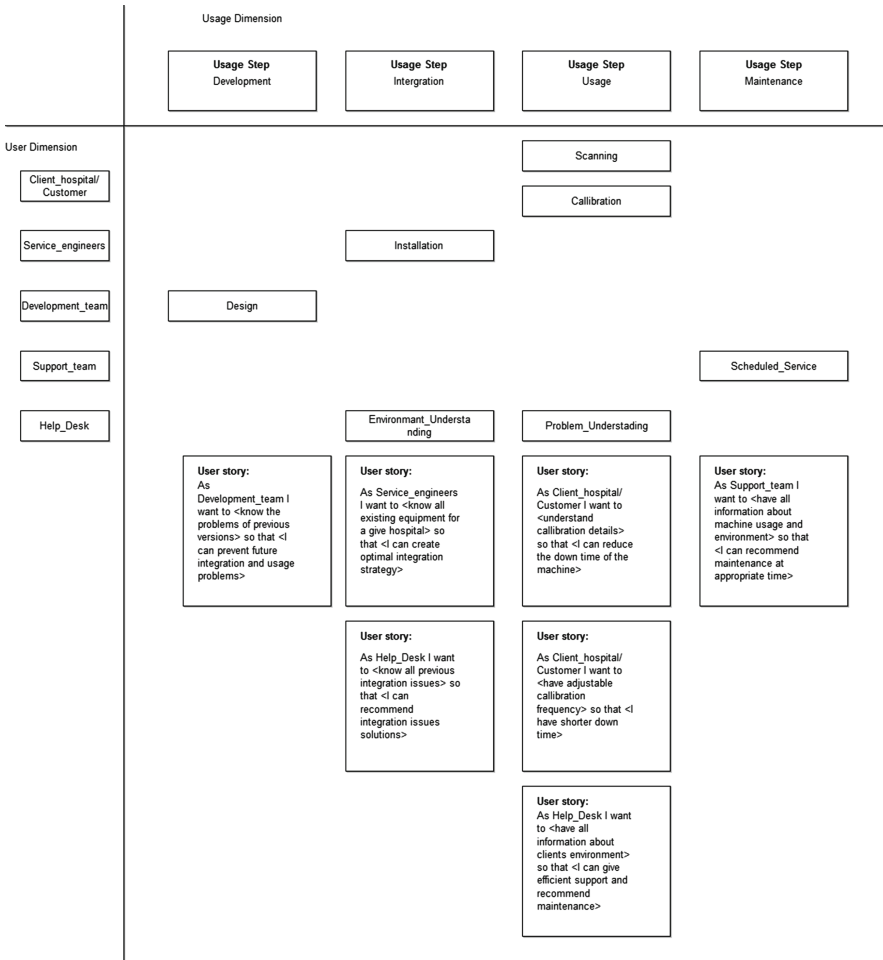 Usage Dimension
Usage Step
Development
Usage Step
Intergration
Usage Step
Usage
Usage Step
Maintenance
User Dimension
Scanning
Client_hospital/
Customer
Callibration
Service_engineers
Installation
Development_team
Design
Support_team
Scheduled_Service
Help_Desk
Environmant_Understa
nding
Problem_Understading
User story:
As
Development_team I
want to <know the
problems of previous
versions> so that <I
can prevent future
integration and usage
problems>
User story:
As Service_engineers
I want to <know all
existing equipment for
a give hospital> so
that <I can create
optimal integration
strategy>
User story:
As Client_hospital/
Customer I want to
<understand
callibration details>
so that <I can reduce
the down time of the
machine>
User story:
As Support_team I
want to <have all
information about
machine usage and
environment> so that
<I can recommend
maintenance at
appropriate time>
User story:
As Help_Desk I want
to <know all previous
integration issues> so
that <I can
recommend
integration issues
solutions>
User story:
As Client_hospital/
Customer I want to
<have adjustable
callibration
frequency> so that <I
have shorter down
time>
User story:
As Help_Desk I want
to <have all
information about
clients environment>
so that <I can give
efficient support and
recommend
maintenance>